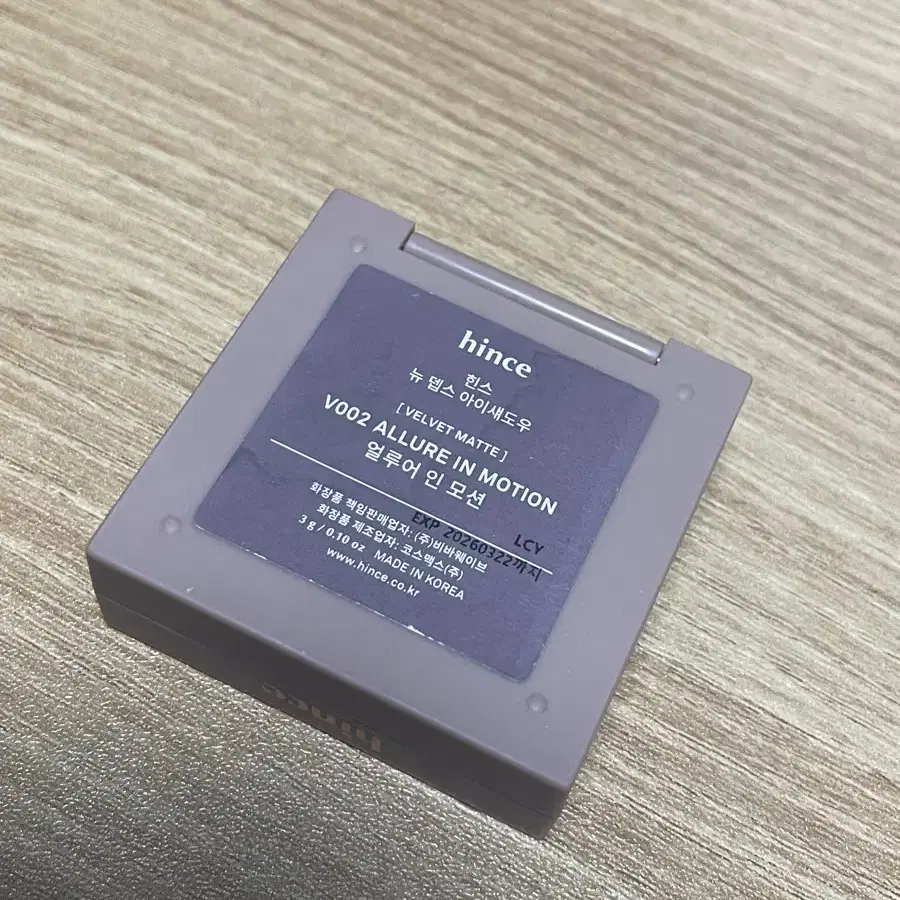 hince
힌스
뉴 뎁스 아이섀도우
[ VELVET MATTE ]
V002 ALLURE IN MOTION
얼루어 인 모션
LCY
EXP 20260322까지
화장품 책임판매업자: (주)비바웨이브
화장품 제조업자: 코스맥스(주)
3 g / 0.10 oz MADE IN KOREA
www.hince.co.kr
hince